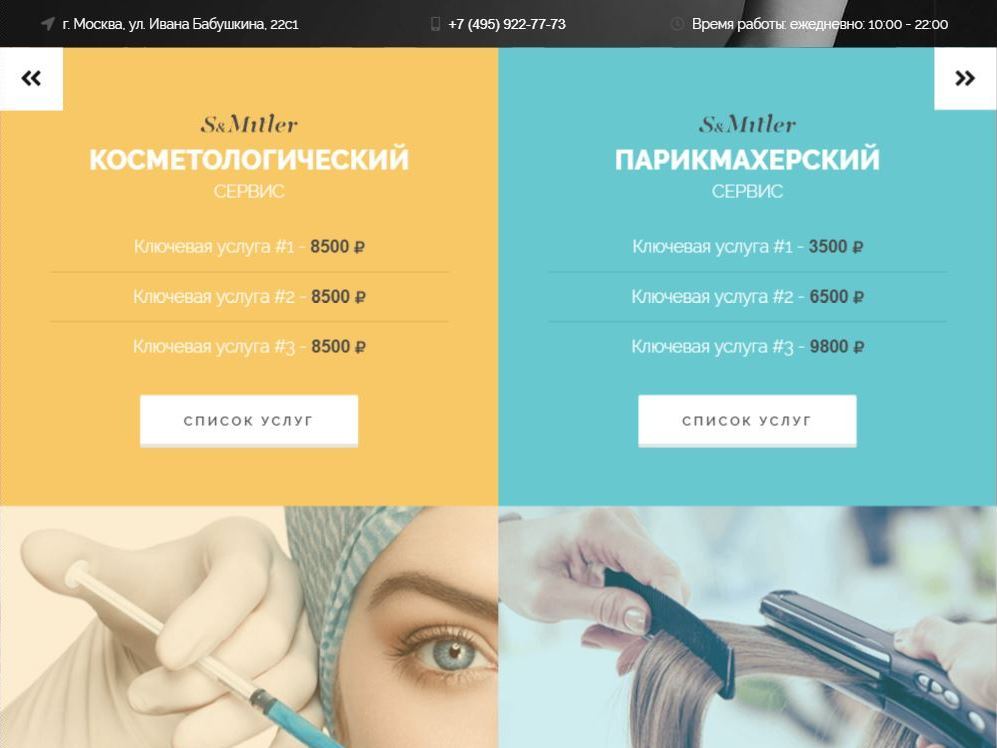 г. Москва, ул. Ивана Бабушкина, 22с1
+7 (495) 922-77-73
Время работы: ежедневно: 10:00 - 22:00
S&Mıtler
КОСМЕТОЛОГИЧЕСКИЙ
СЕРВИС
Ключевая услуга #1 - 8500 ₽
Ключевая услуга #2 - 8500 ₽
Ключевая услуга #3 - 8500 ₽
СПИСОК УСЛУГ
S&Mıtler
ПАРИКМАХЕРСКИЙ
СЕРВИС
Ключевая услуга #1 - 3500 ₽
Ключевая услуга #2 - 6500 ₽
Ключевая услуга #3 - 9800 ₽
СПИСОК УСЛУГ